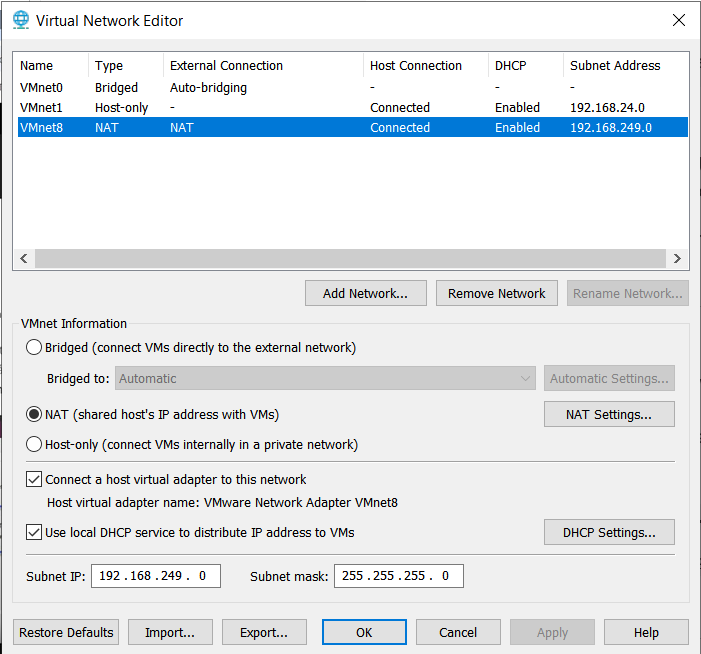 Virtual Network Editor
Name Type External Connection Host Connection DHCP Subnet Address
VMnet0 Bridged Auto-bridging - - -
VMnet1 Host-only - Connected Enabled 192.168.24.0
VMnet8 NAT NAT Connected Enabled 192.168.249.0
Add Network... Remove Network Rename Network...
VMnet Information
Bridged (connect VMs directly to the external network)
Bridged to: Automatic Automatic Settings...
NAT (shared host's IP address with VMs) NAT Settings...
Host-only (connect VMs internally in a private network)
Connect a host virtual adapter to this network
Host virtual adapter name: VMware Network Adapter VMnet8
Use local DHCP service to distribute IP address to VMs DHCP Settings...
Subnet IP: 192 . 168 . 249 . 0 Subnet mask: 255 . 255 . 255 . 0
Restore Defaults Import... Export... OK Cancel Apply Help